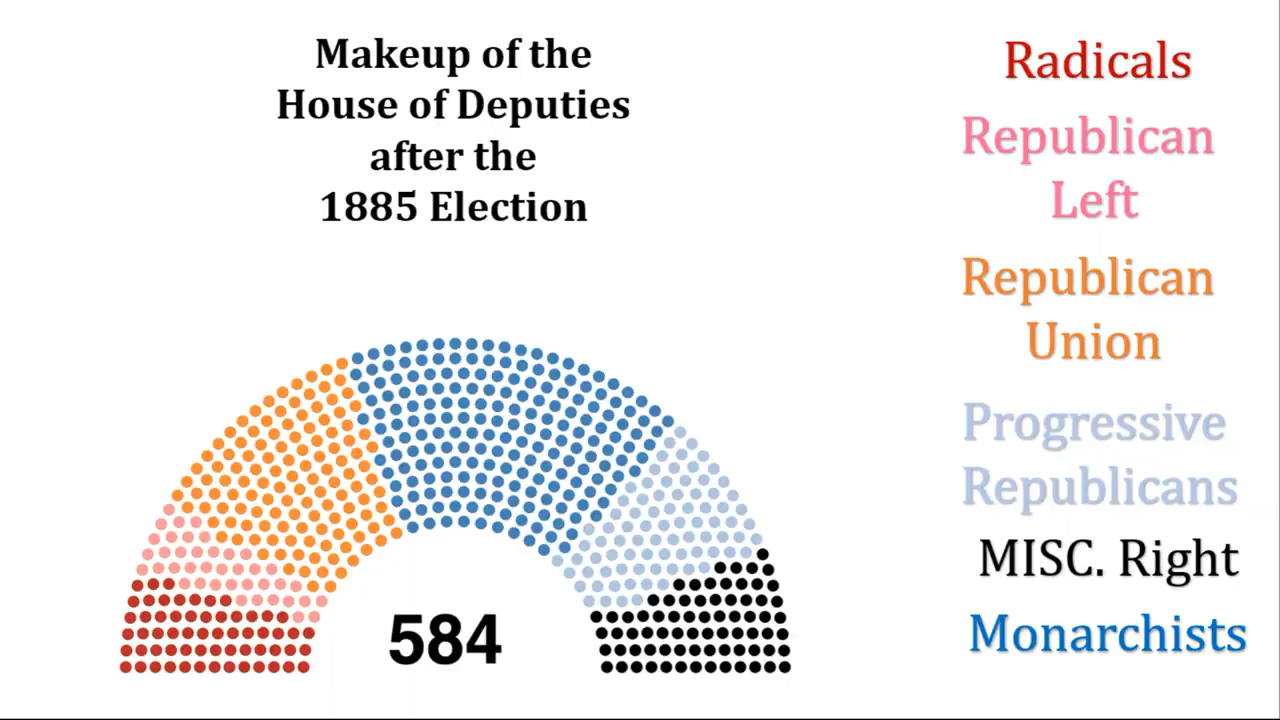 Makeup of the
House of Deputies
after the
1885 Election
584
Radicals
Republican
Left
Republican
Union
Progressive
Republicans
MISC. Right
Monarchists